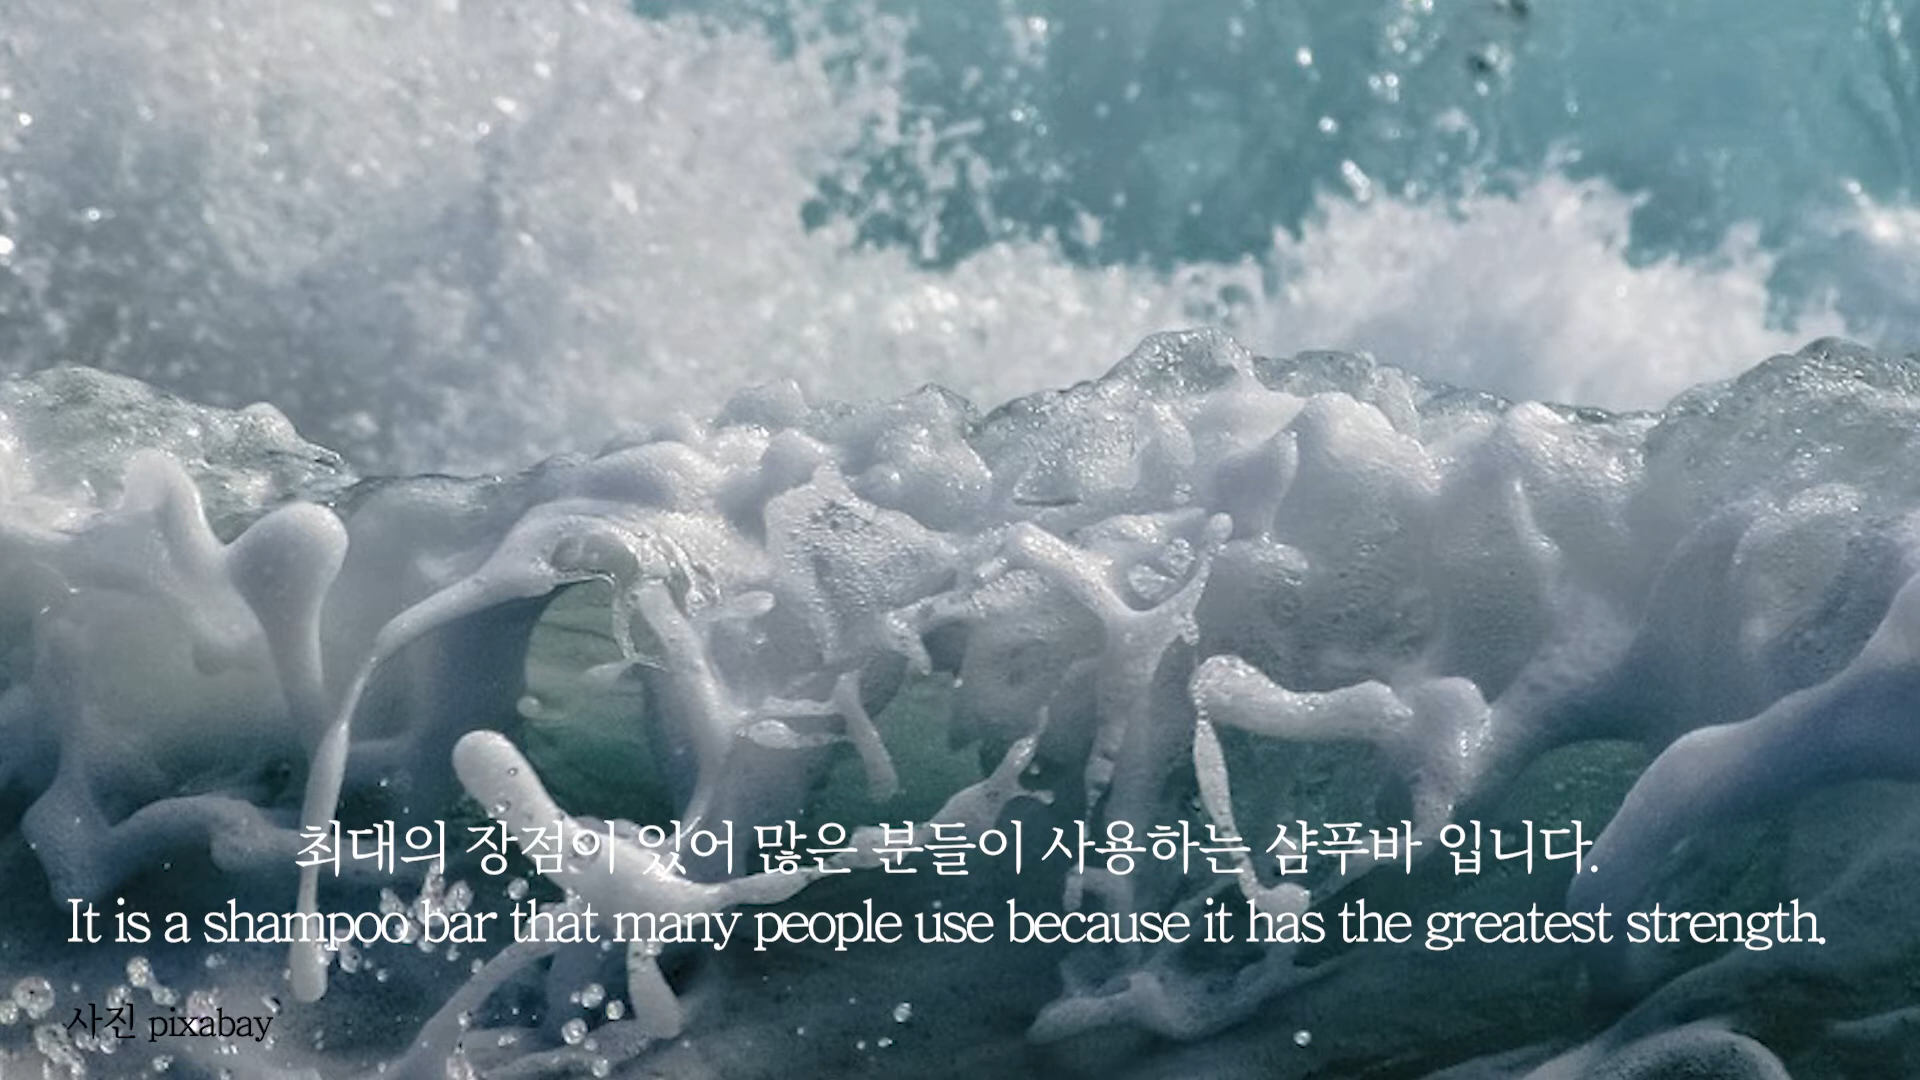 최대의 장점이 있어 많은 분들이 사용하는 샴푸바 입니다.
It is a shampoo bar that many people use because it has the greatest strength.
사진 pixabay